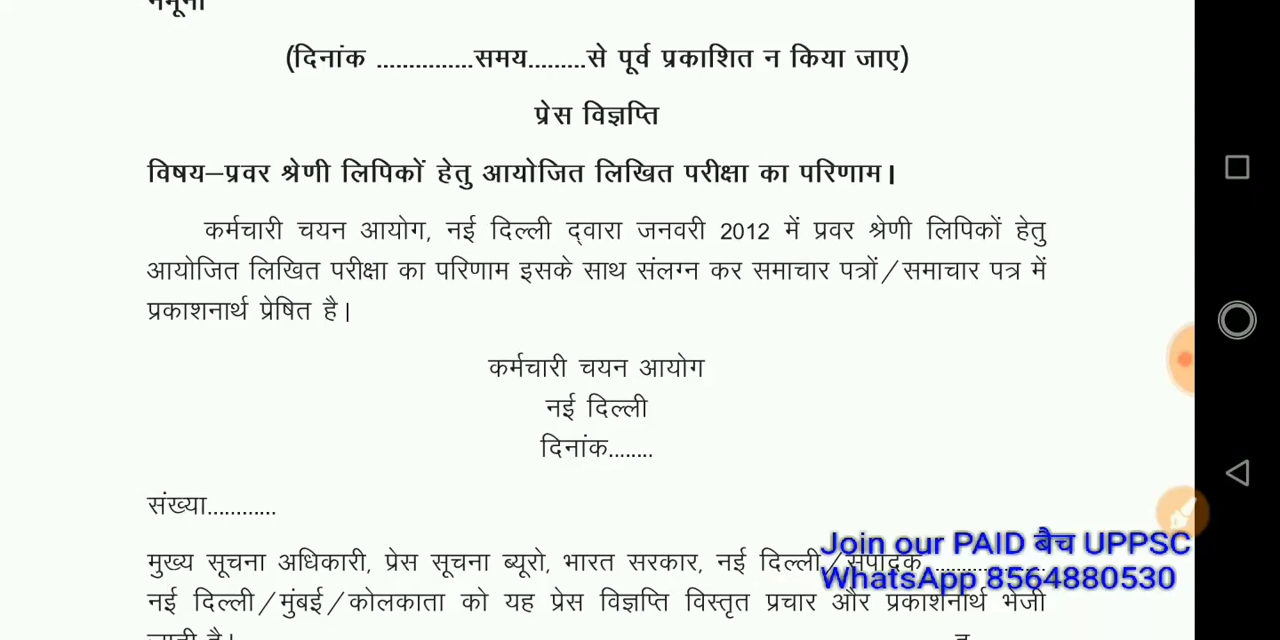 नमूना
(दिनांक ...............समय.........से पूर्व प्रकाशित न किया जाए)
प्रेस विज्ञप्ति
विषय–प्रवर श्रेणी लिपिकों हेतु आयोजित लिखित परीक्षा का परिणाम।
कर्मचारी चयन आयोग, नई दिल्ली द्वारा जनवरी 2012 में प्रवर श्रेणी लिपिकों हेतु
आयोजित लिखित परीक्षा का परिणाम इसके साथ संलग्न कर समाचार पत्रों/समाचार पत्र में
प्रकाशनार्थ प्रेषित है।
कर्मचारी चयन आयोग
नई दिल्ली
दिनांक........
संख्या............
मुख्य सूचना अधिकारी, प्रेस सूचना ब्यूरो, भारत सरकार, नई दिल्ली/संपादक ...................
Join our PAID बैच UPPSC
WhatsApp 8564880530
नई दिल्ली/मुंबई/कोलकाता को यह प्रेस विज्ञप्ति विस्तृत प्रचार और प्रकाशनार्थ भेजी
जाती है।